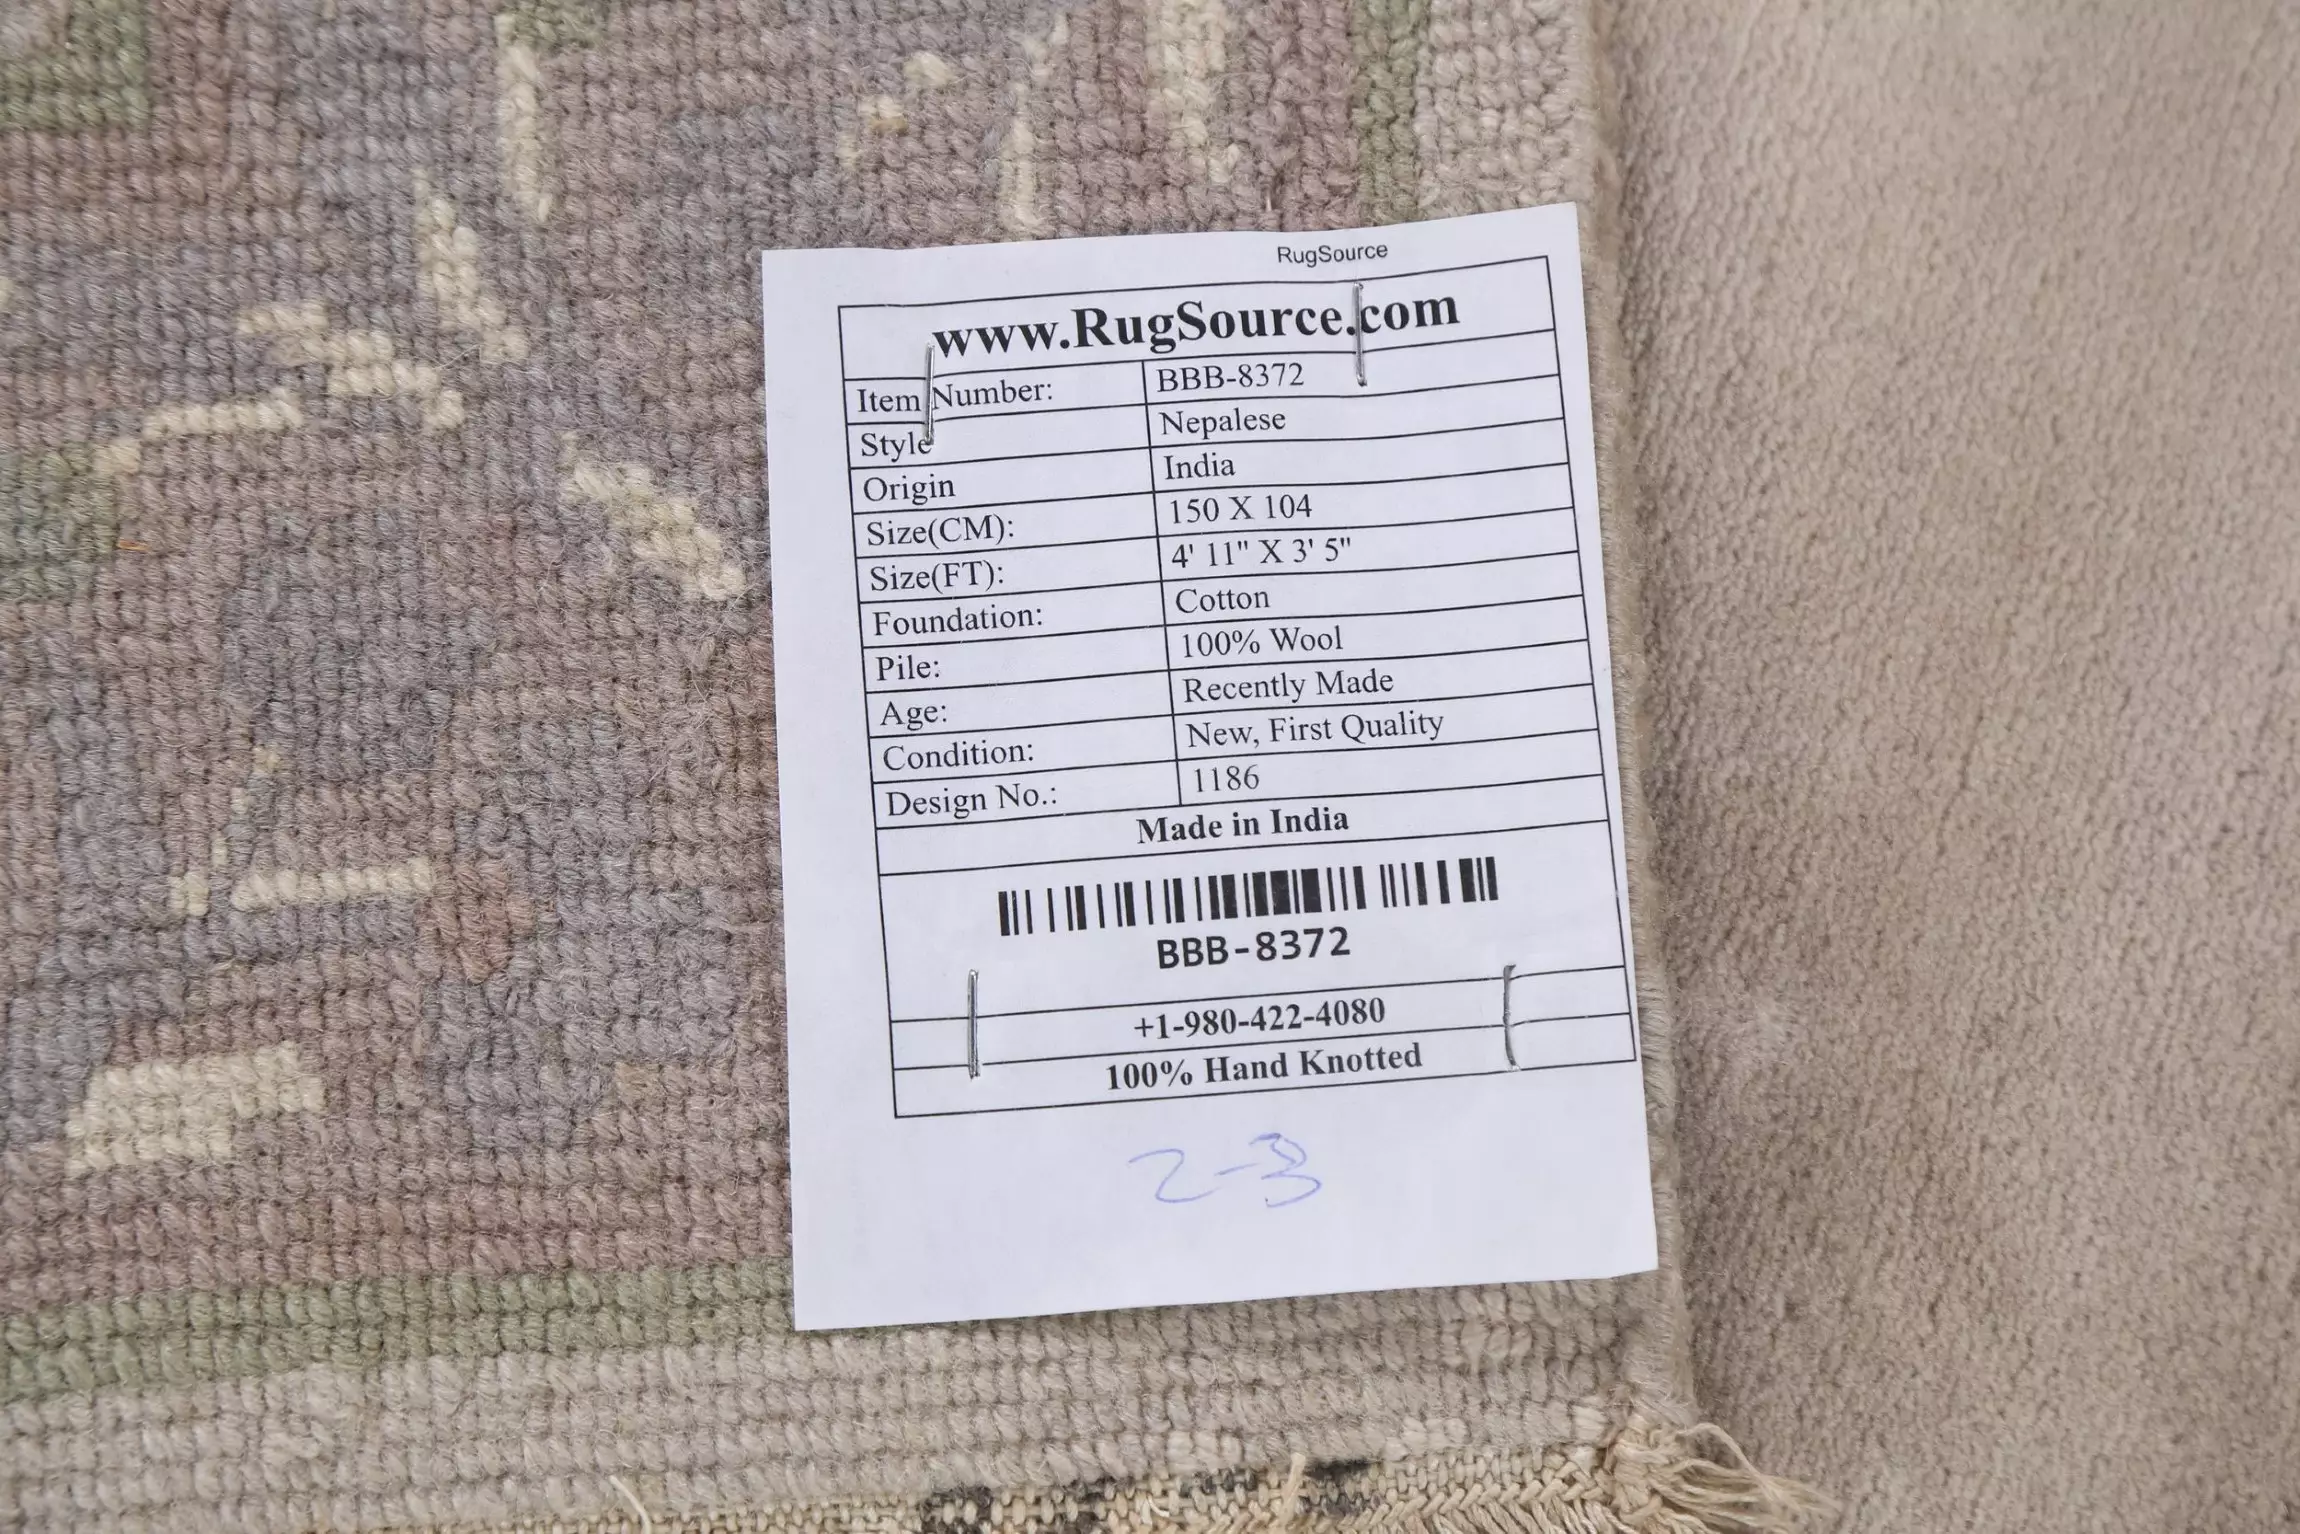 RugSource
www.RugSource.com
Item Number: BBB-8372
Style Nepalese
Origin India
Size(CM): 150 X 104
Size(FT): 4' 11" X 3' 5"
Foundation: Cotton
Pile: 100% Wool
Age: Recently Made
Condition: New, First Quality
Design No.: 1186
Made in India
BBB-8372
+1-980-422-4080
100% Hand Knotted
2-3